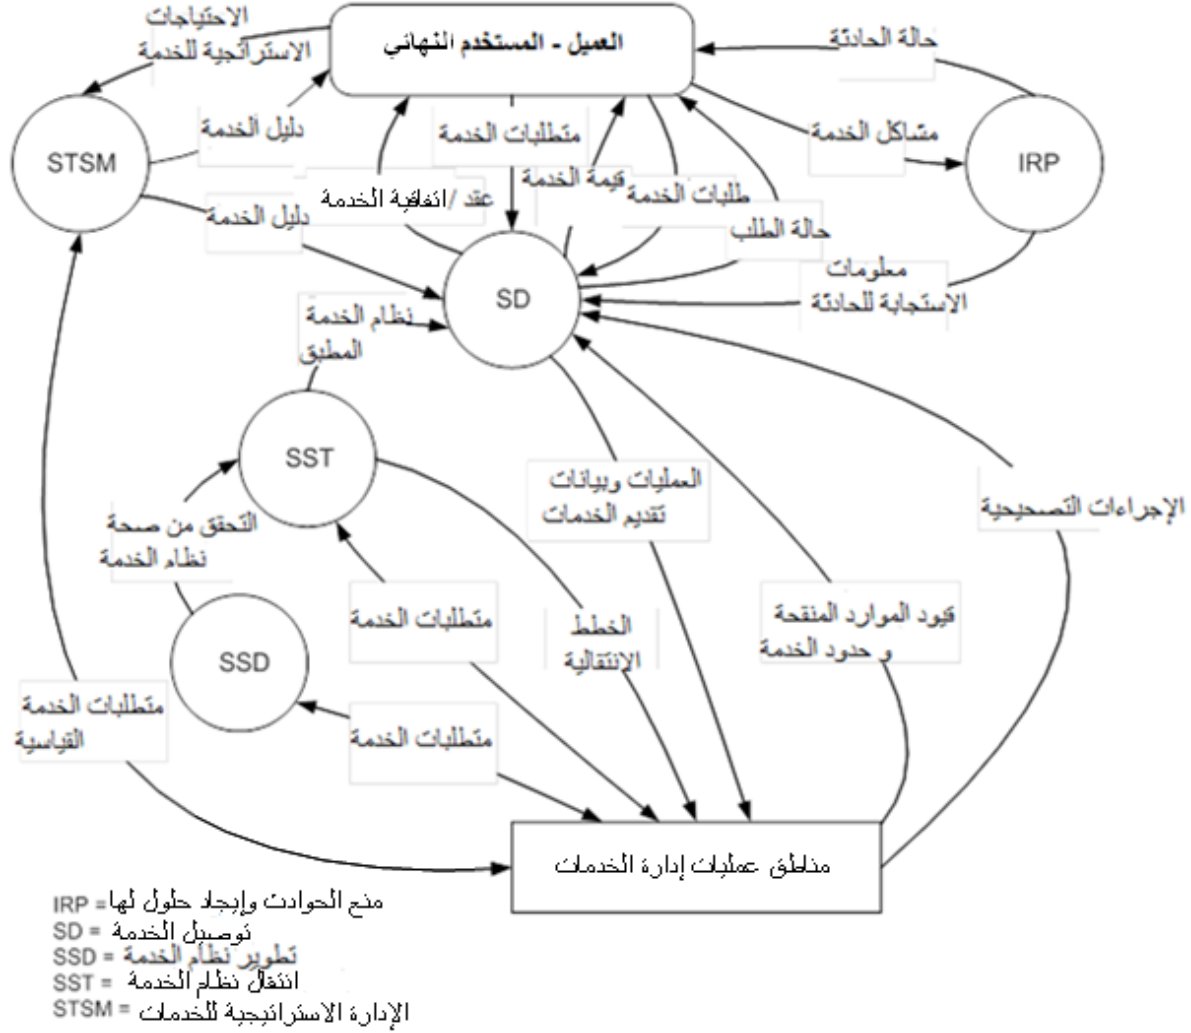 العميل - المستخدم النهائي
الاحتياجات
الاستراتجية للخدمة
حالة الحادثة
STSM
دليل الخدمة
متطلبات الخدمة
مشاكل الخدمة
IRP
عقد /اتفاقية الخدمة
قيمة الخدمة
طلبات الخدمة
دليل الخدمة
حالة الطلب
SD
معلومات
الاستجابة للحادثة
نظام الخدمة
المطبق
SST
العمليات وبيانات
تقديم الخدمات
الإجراءات التصحيحية
التحقق من صحة
نظام الخدمة
متطلبات الخدمة
الخطط
الانتقالية
قيود الموارد المنقحة
و حدود الخدمة
SSD
متطلبات الخدمة
القياسية
متطلبات الخدمة
مناطق عمليات إدارة الخدمات
IRP = منع الحوادث وإيجاد حلول لها
SD = توصيل الخدمة
SSD = تطوير نظام الخدمة
SST = انتقال نظام الخدمة
STSM = الإدارة الاستراتيجية للخدمات